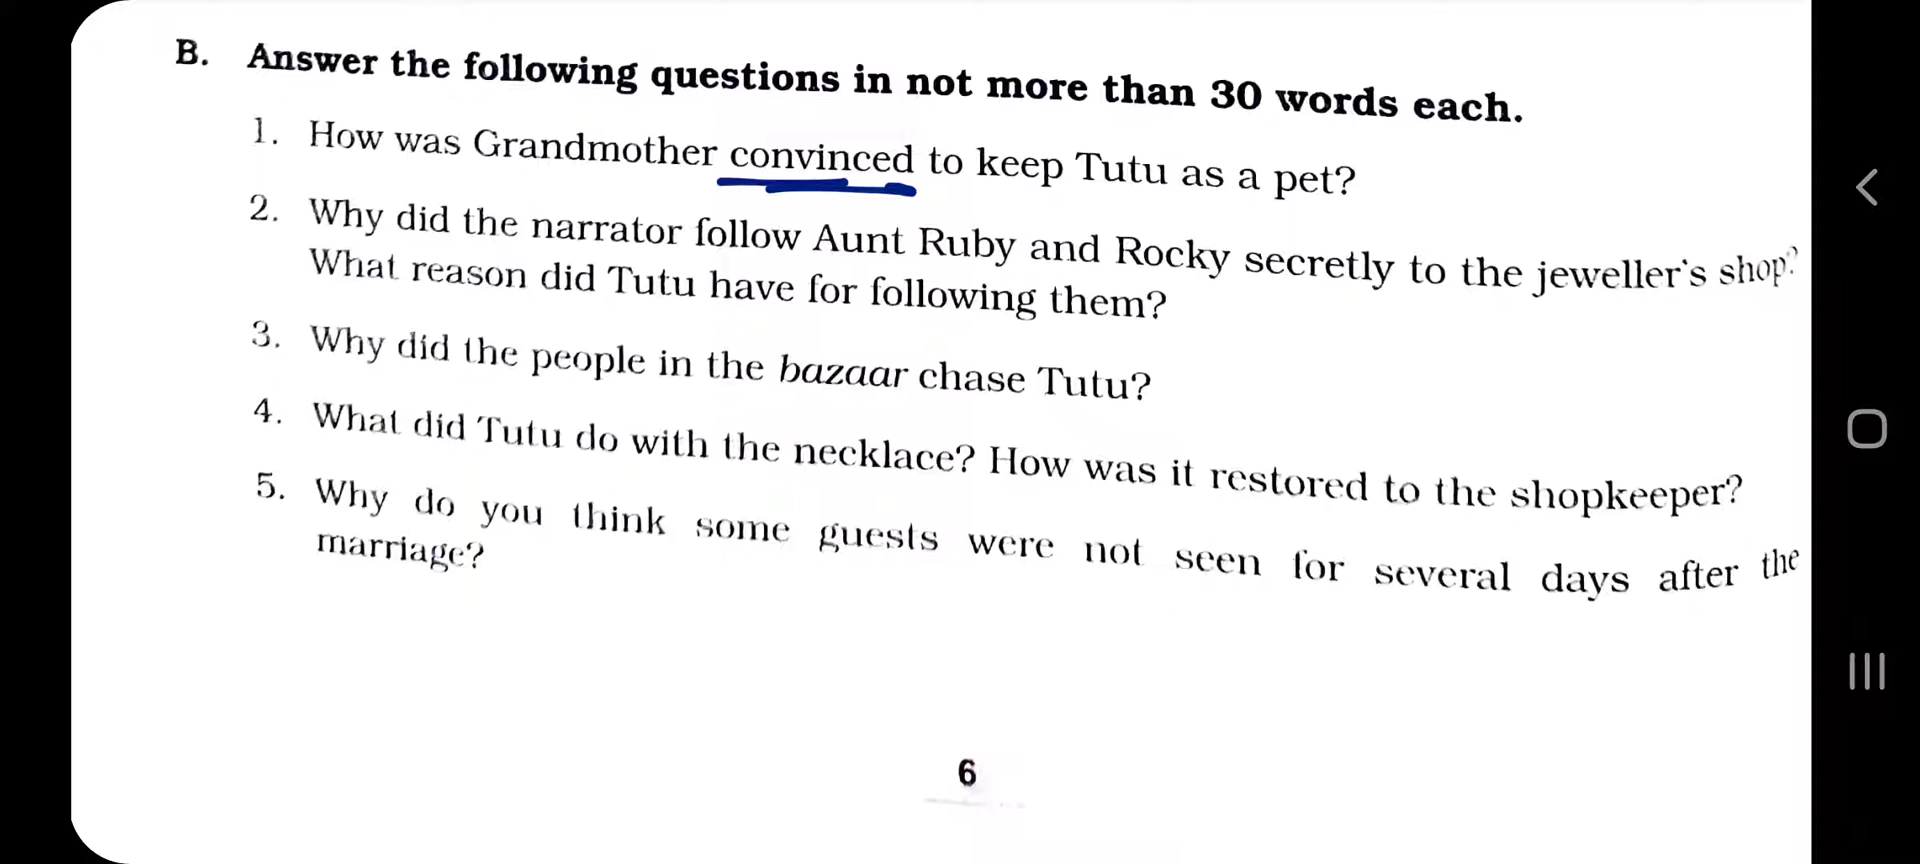 B. Answer the following questions in not more than 30 words each.
1. How was Grandmother convinced to keep Tutu as a pet?
2. Why did the narrator follow Aunt Ruby and Rocky secretly to the jeweller's shop?
What reason did Tutu have for following them?
3. Why did the people in the bazaar chase Tutu?
4. What did Tutu do with the necklace? How was it restored to the shopkeeper?
5. Why do you think some guests were not seen for several days after the
marriage?
6